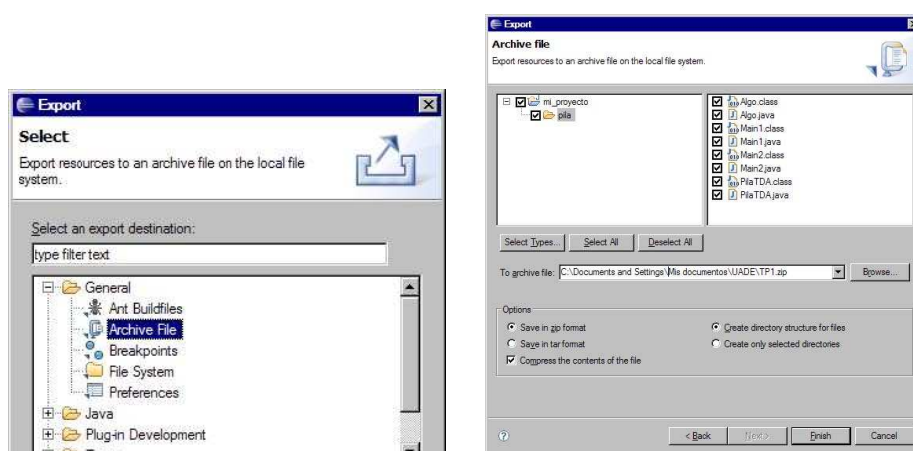 Export
Select
Export resources to an archive file on the local file
system.
Select an export destination:
type filter text
General
Ant Buildfiles
Archive File
Breakpoints
File System
Preferences
Java
Plug-in Development
Export
Archive file
Export resources to an archive file on the local file system.
mi_proyecto
pila
Algo.class
Algo.java
Main1.class
Main1.java
Main2.class
Main2.java
PilaTDA.class
PilaTDA.java
Select Types...
Select All
Deselect All
To archive file:
C:\Documents and Settings\Mis documentos\UADE\TP1.zip
Browse...
Options
Save in zip format
Create directory structure for files
Save in tar format
Create only selected directories
Compress the contents of the file
< Back
Next >
Finish
Cancel